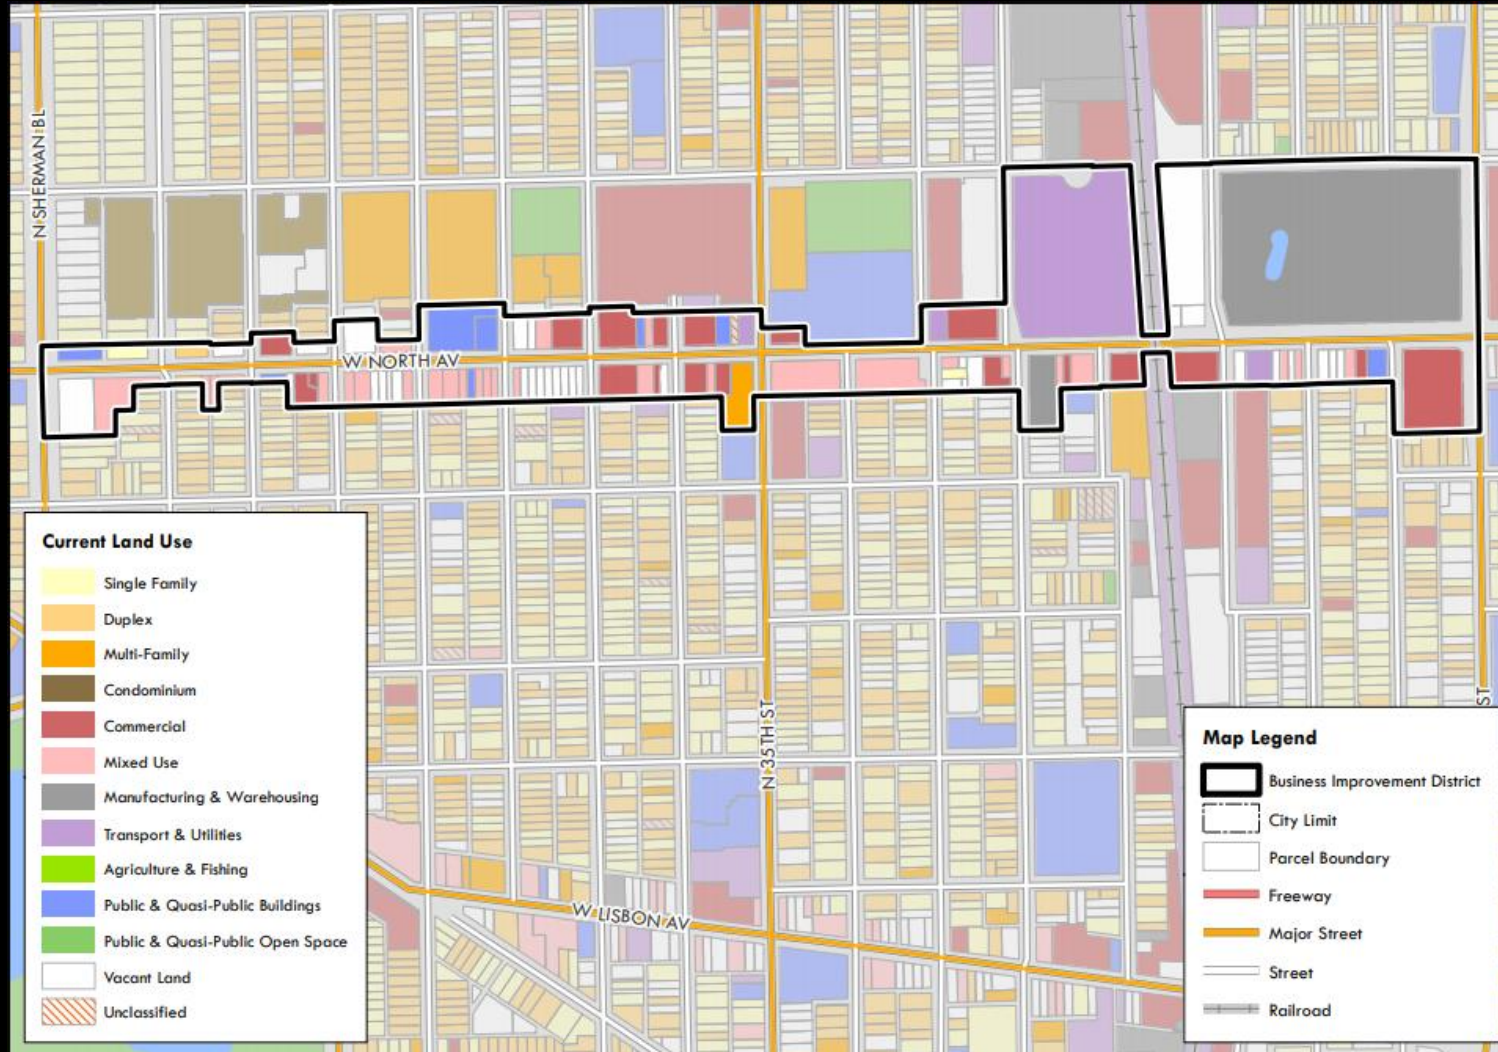 N SHERMAN BL
W NORTH AV
N 35TH ST
W LISBON AV
ST
Current Land Use
Single Family
Duplex
Multi-Family
Condominium
Commercial
Mixed Use
Manufacturing & Warehousing
Transport & Utilities
Agriculture & Fishing
Public & Quasi-Public Buildings
Public & Quasi-Public Open Space
Vacant Land
Unclassified
Map Legend
Business Improvement District
City Limit
Parcel Boundary
Freeway
Major Street
Street
Railroad